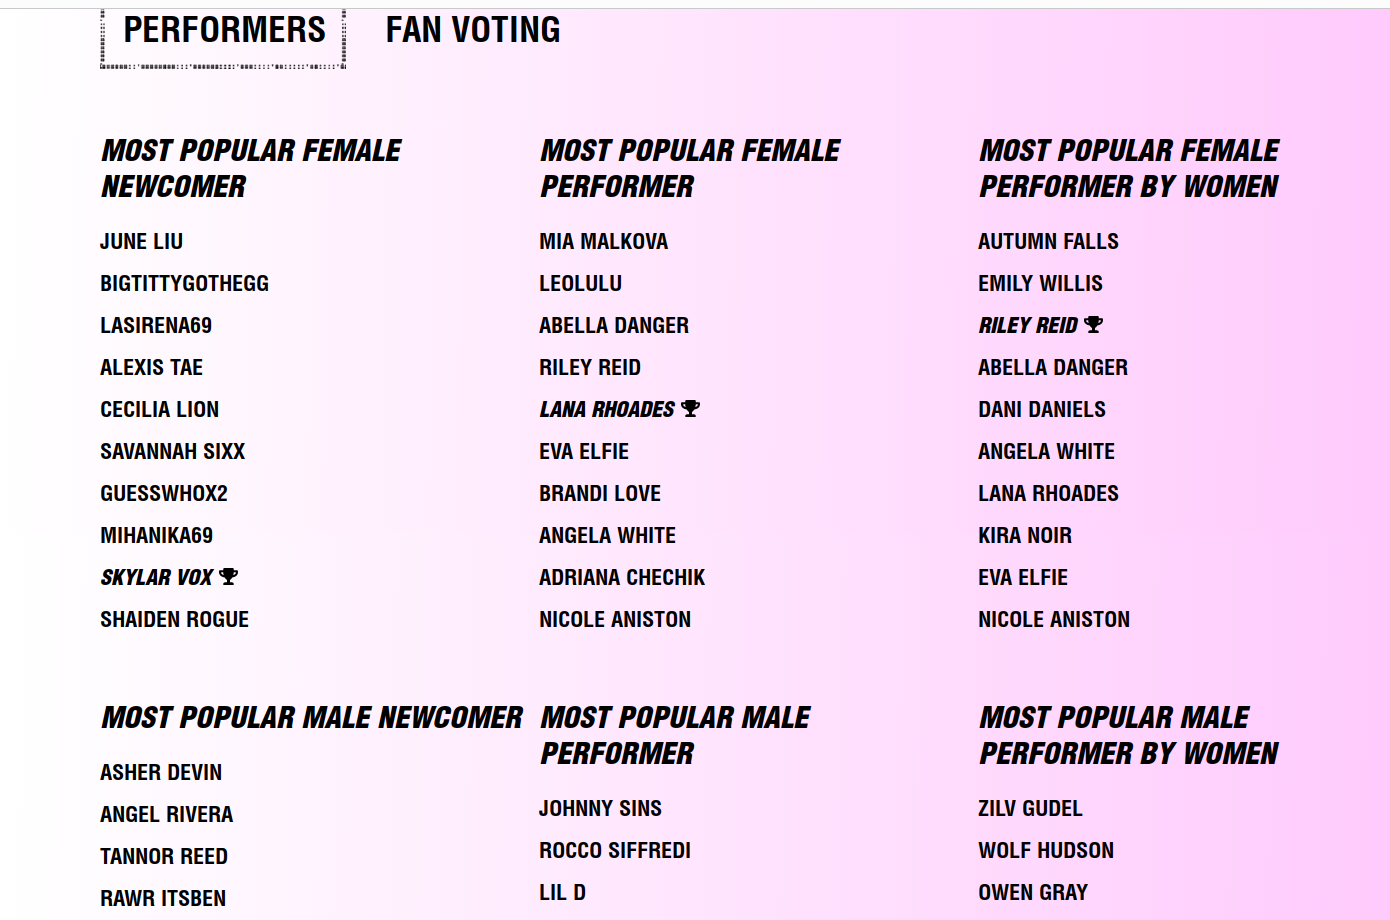 PERFORMERS
FAN VOTING
MOST POPULAR FEMALE
NEWCOMER
JUNE LIU
BIGTITTYGOTHEGG
LASIRENA69
ALEXIS TAE
CECILIA LION
SAVANNAH SIXX
GUESSWHOX2
MIHANIKA69
SKYLAR VOX
SHAIDEN ROGUE
MOST POPULAR FEMALE
PERFORMER
MIA MALKOVA
LEOLULU
ABELLA DANGER
RILEY REID
LANA RHOADES
EVA ELFIE
BRANDI LOVE
ANGELA WHITE
ADRIANA CHECHIK
NICOLE ANISTON
MOST POPULAR FEMALE
PERFORMER BY WOMEN
AUTUMN FALLS
EMILY WILLIS
RILEY REID
ABELLA DANGER
DANI DANIELS
ANGELA WHITE
LANA RHOADES
KIRA NOIR
EVA ELFIE
NICOLE ANISTON
MOST POPULAR MALE NEWCOMER
ASHER DEVIN
ANGEL RIVERA
TANNOR REED
RAWR ITSBEN
MOST POPULAR MALE
PERFORMER
JOHNNY SINS
ROCCO SIFFREDI
LIL D
MOST POPULAR MALE
PERFORMER BY WOMEN
ZILV GUDEL
WOLF HUDSON
OWEN GRAY